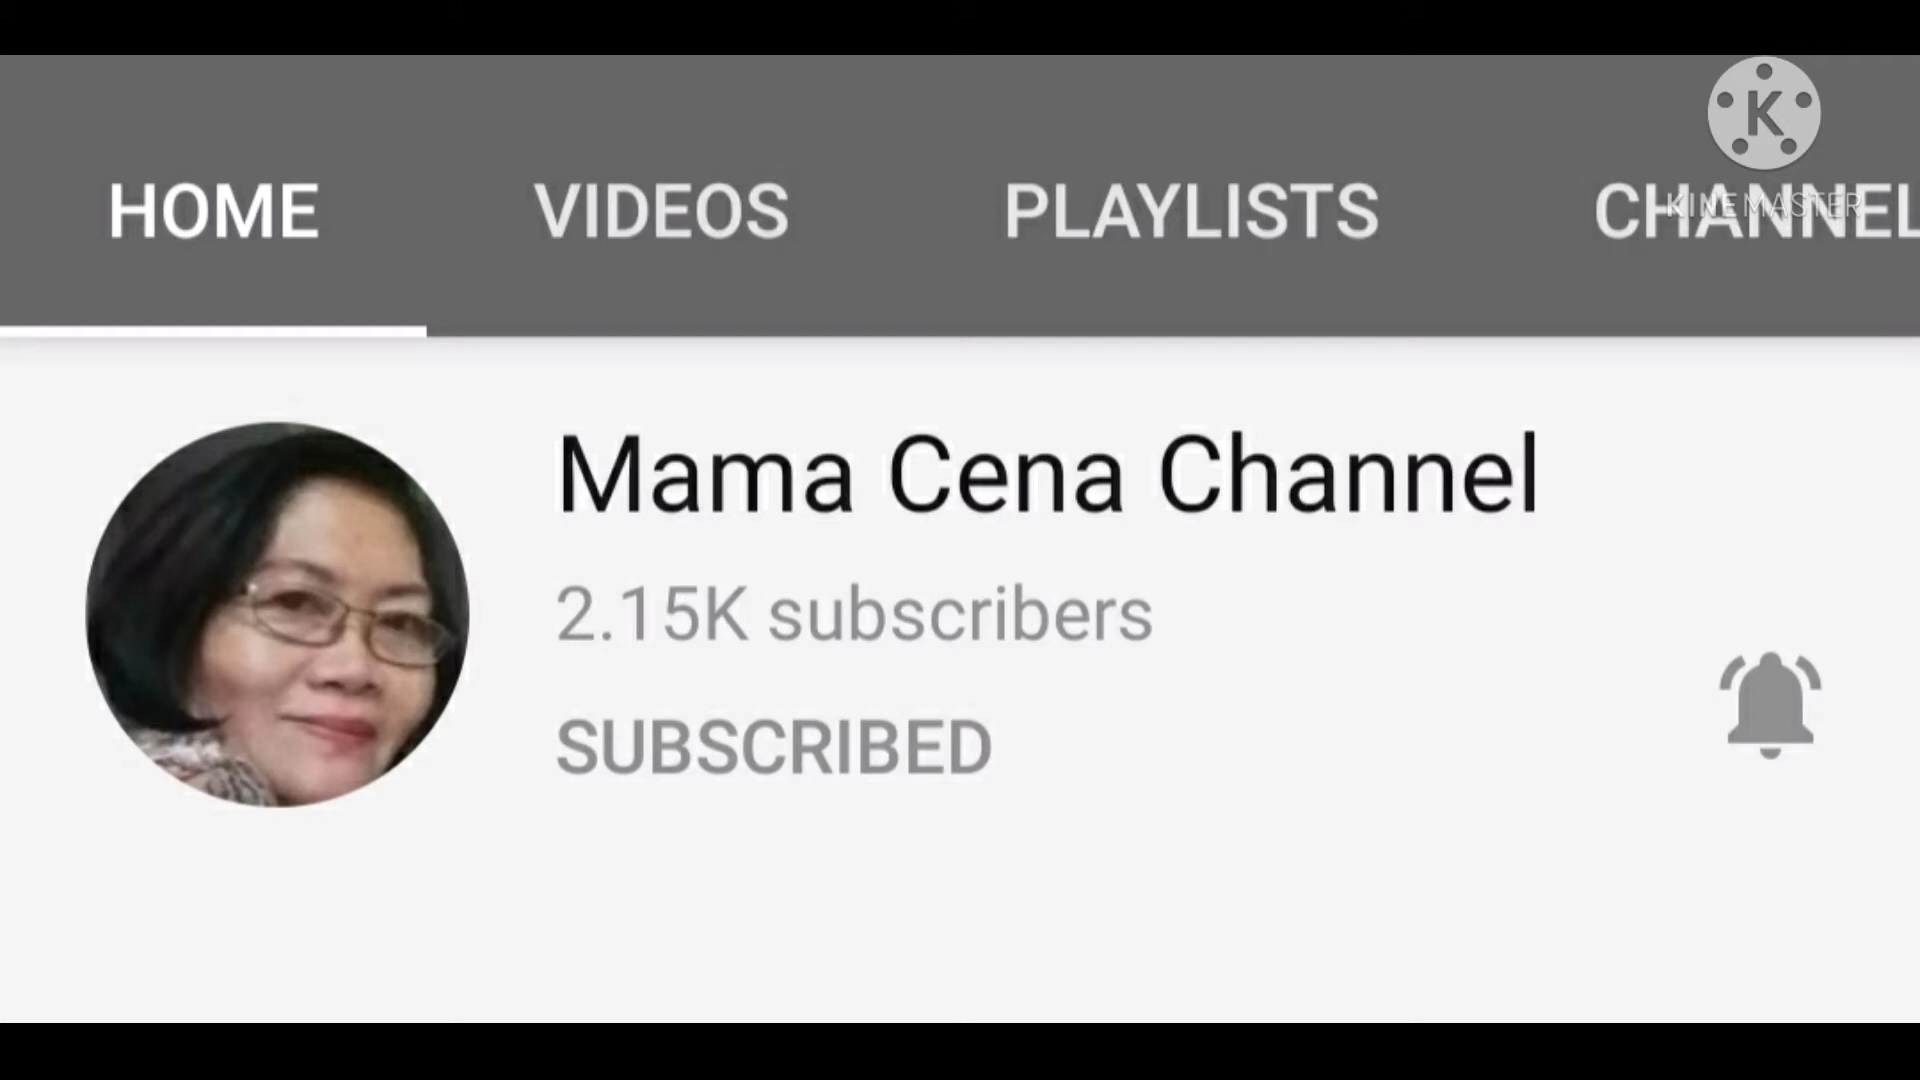 K
KINEMASTER
HOME VIDEOS PLAYLISTS CHANNEL
Mama Cena Channel
2.15K subscribers
SUBSCRIBED